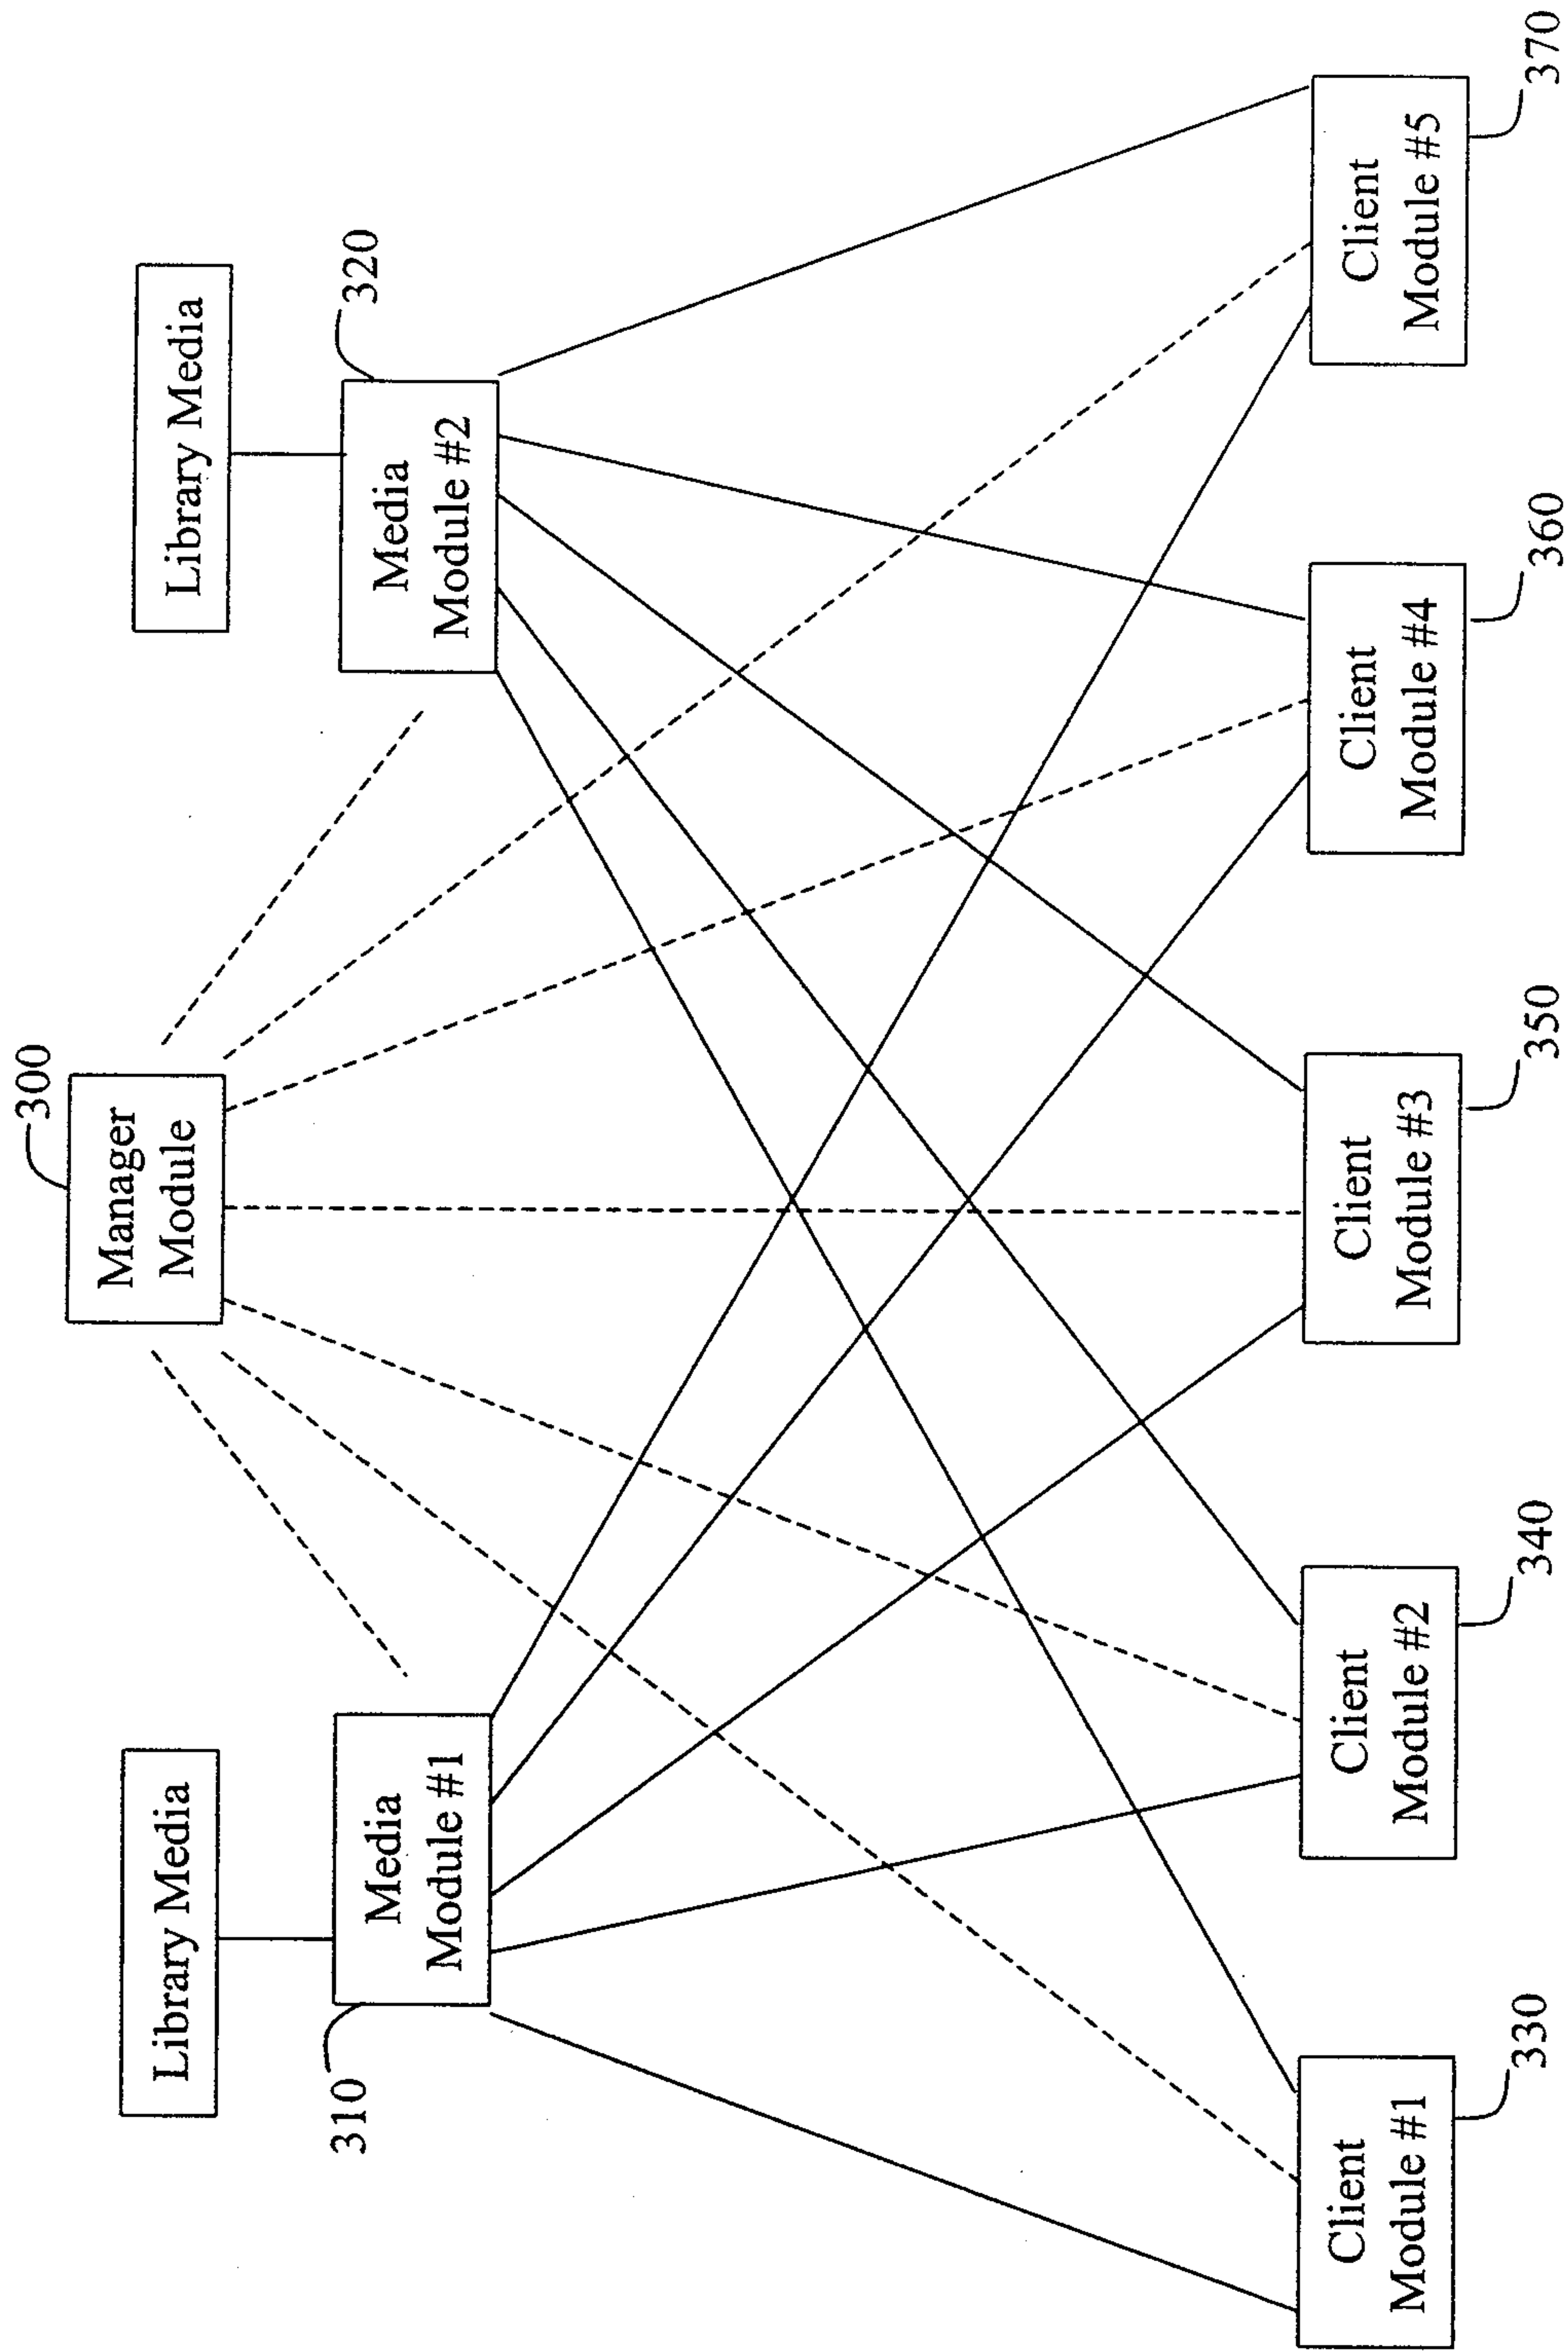 300
Manager
Module
Library Media
Library Media
310
Media
Module #1
320
Media
Module #2
Client
Module #1
330
Client
Module #2
340
Client
Module #3
350
Client
Module #4
360
Client
Module #5
370